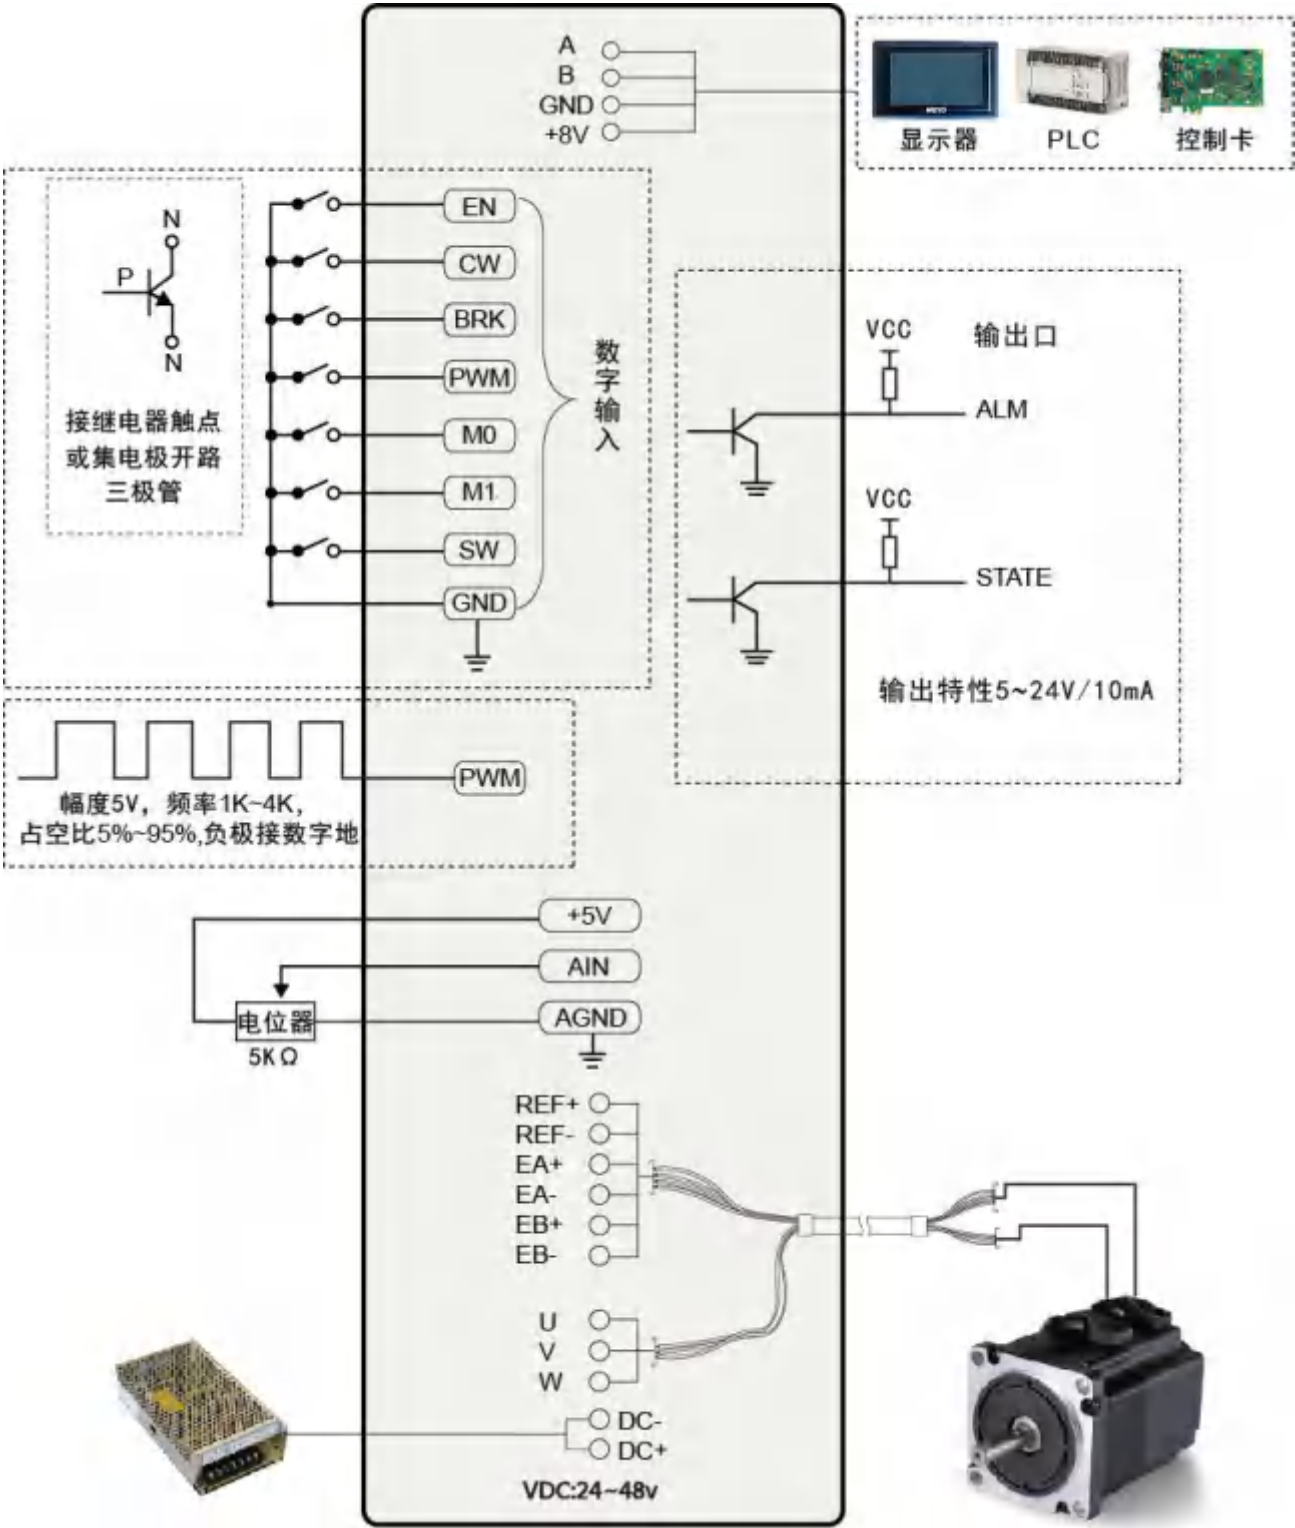 A
B
GND
+8V
显示器
PLC
控制卡
N
P
N
接继电器触点
或集电极开路
三极管
EN
CW
BRK
PWM
M0
M1
SW
GND
数字输入
VCC
输出口
ALM
VCC
STATE
输出特性5~24V/10mA
PWM
幅度5V，频率1K~4K，
占空比5%~95%,负极接数字地
+5V
AIN
AGND
电位器
5KΩ
REF+
REF-
EA+
EA-
EB+
EB-
U
V
W
DC-
DC+
VDC:24~48v